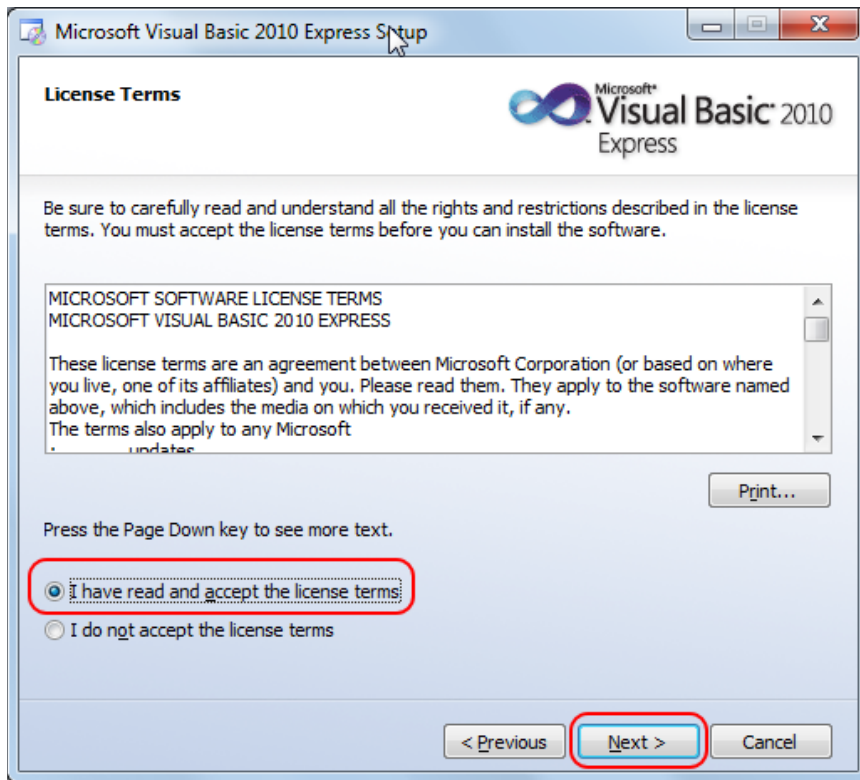 Microsoft Visual Basic 2010 Express Setup
License Terms
Microsoft®
Visual Basic® 2010
Express
Be sure to carefully read and understand all the rights and restrictions described in the license
terms. You must accept the license terms before you can install the software.
MICROSOFT SOFTWARE LICENSE TERMS
MICROSOFT VISUAL BASIC 2010 EXPRESS
These license terms are an agreement between Microsoft Corporation (or based on where
you live, one of its affiliates) and you. Please read them. They apply to the software named
above, which includes the media on which you received it, if any.
The terms also apply to any Microsoft
· updates
Print...
Press the Page Down key to see more text.
I have read and accept the license terms
I do not accept the license terms
< Previous
Next >
Cancel